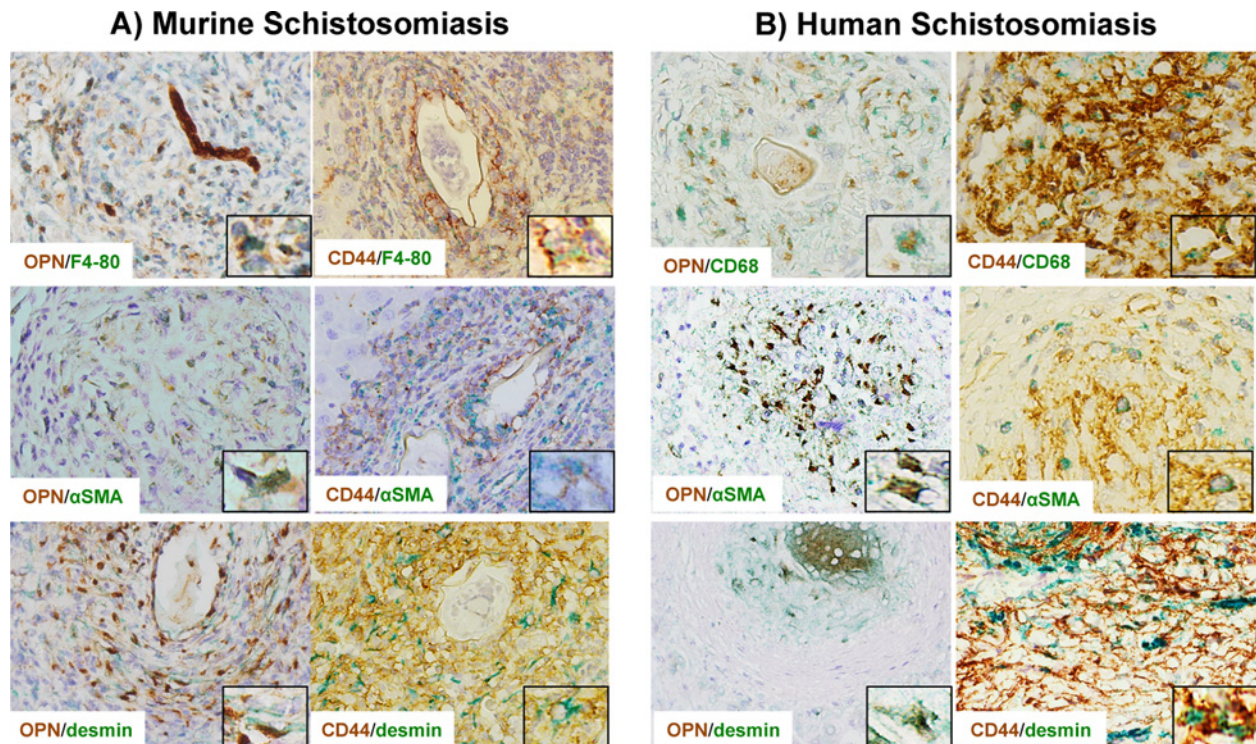 A) Murine Schistosomiasis
B) Human Schistosomiasis
OPN/F4-80
CD44/F4-80
OPN/CD68
CD44/CD68
OPN/αSMA
CD44/αSMA
OPN/αSMA
CD44/αSMA
OPN/desmin
CD44/desmin
OPN/desmin
CD44/desmin